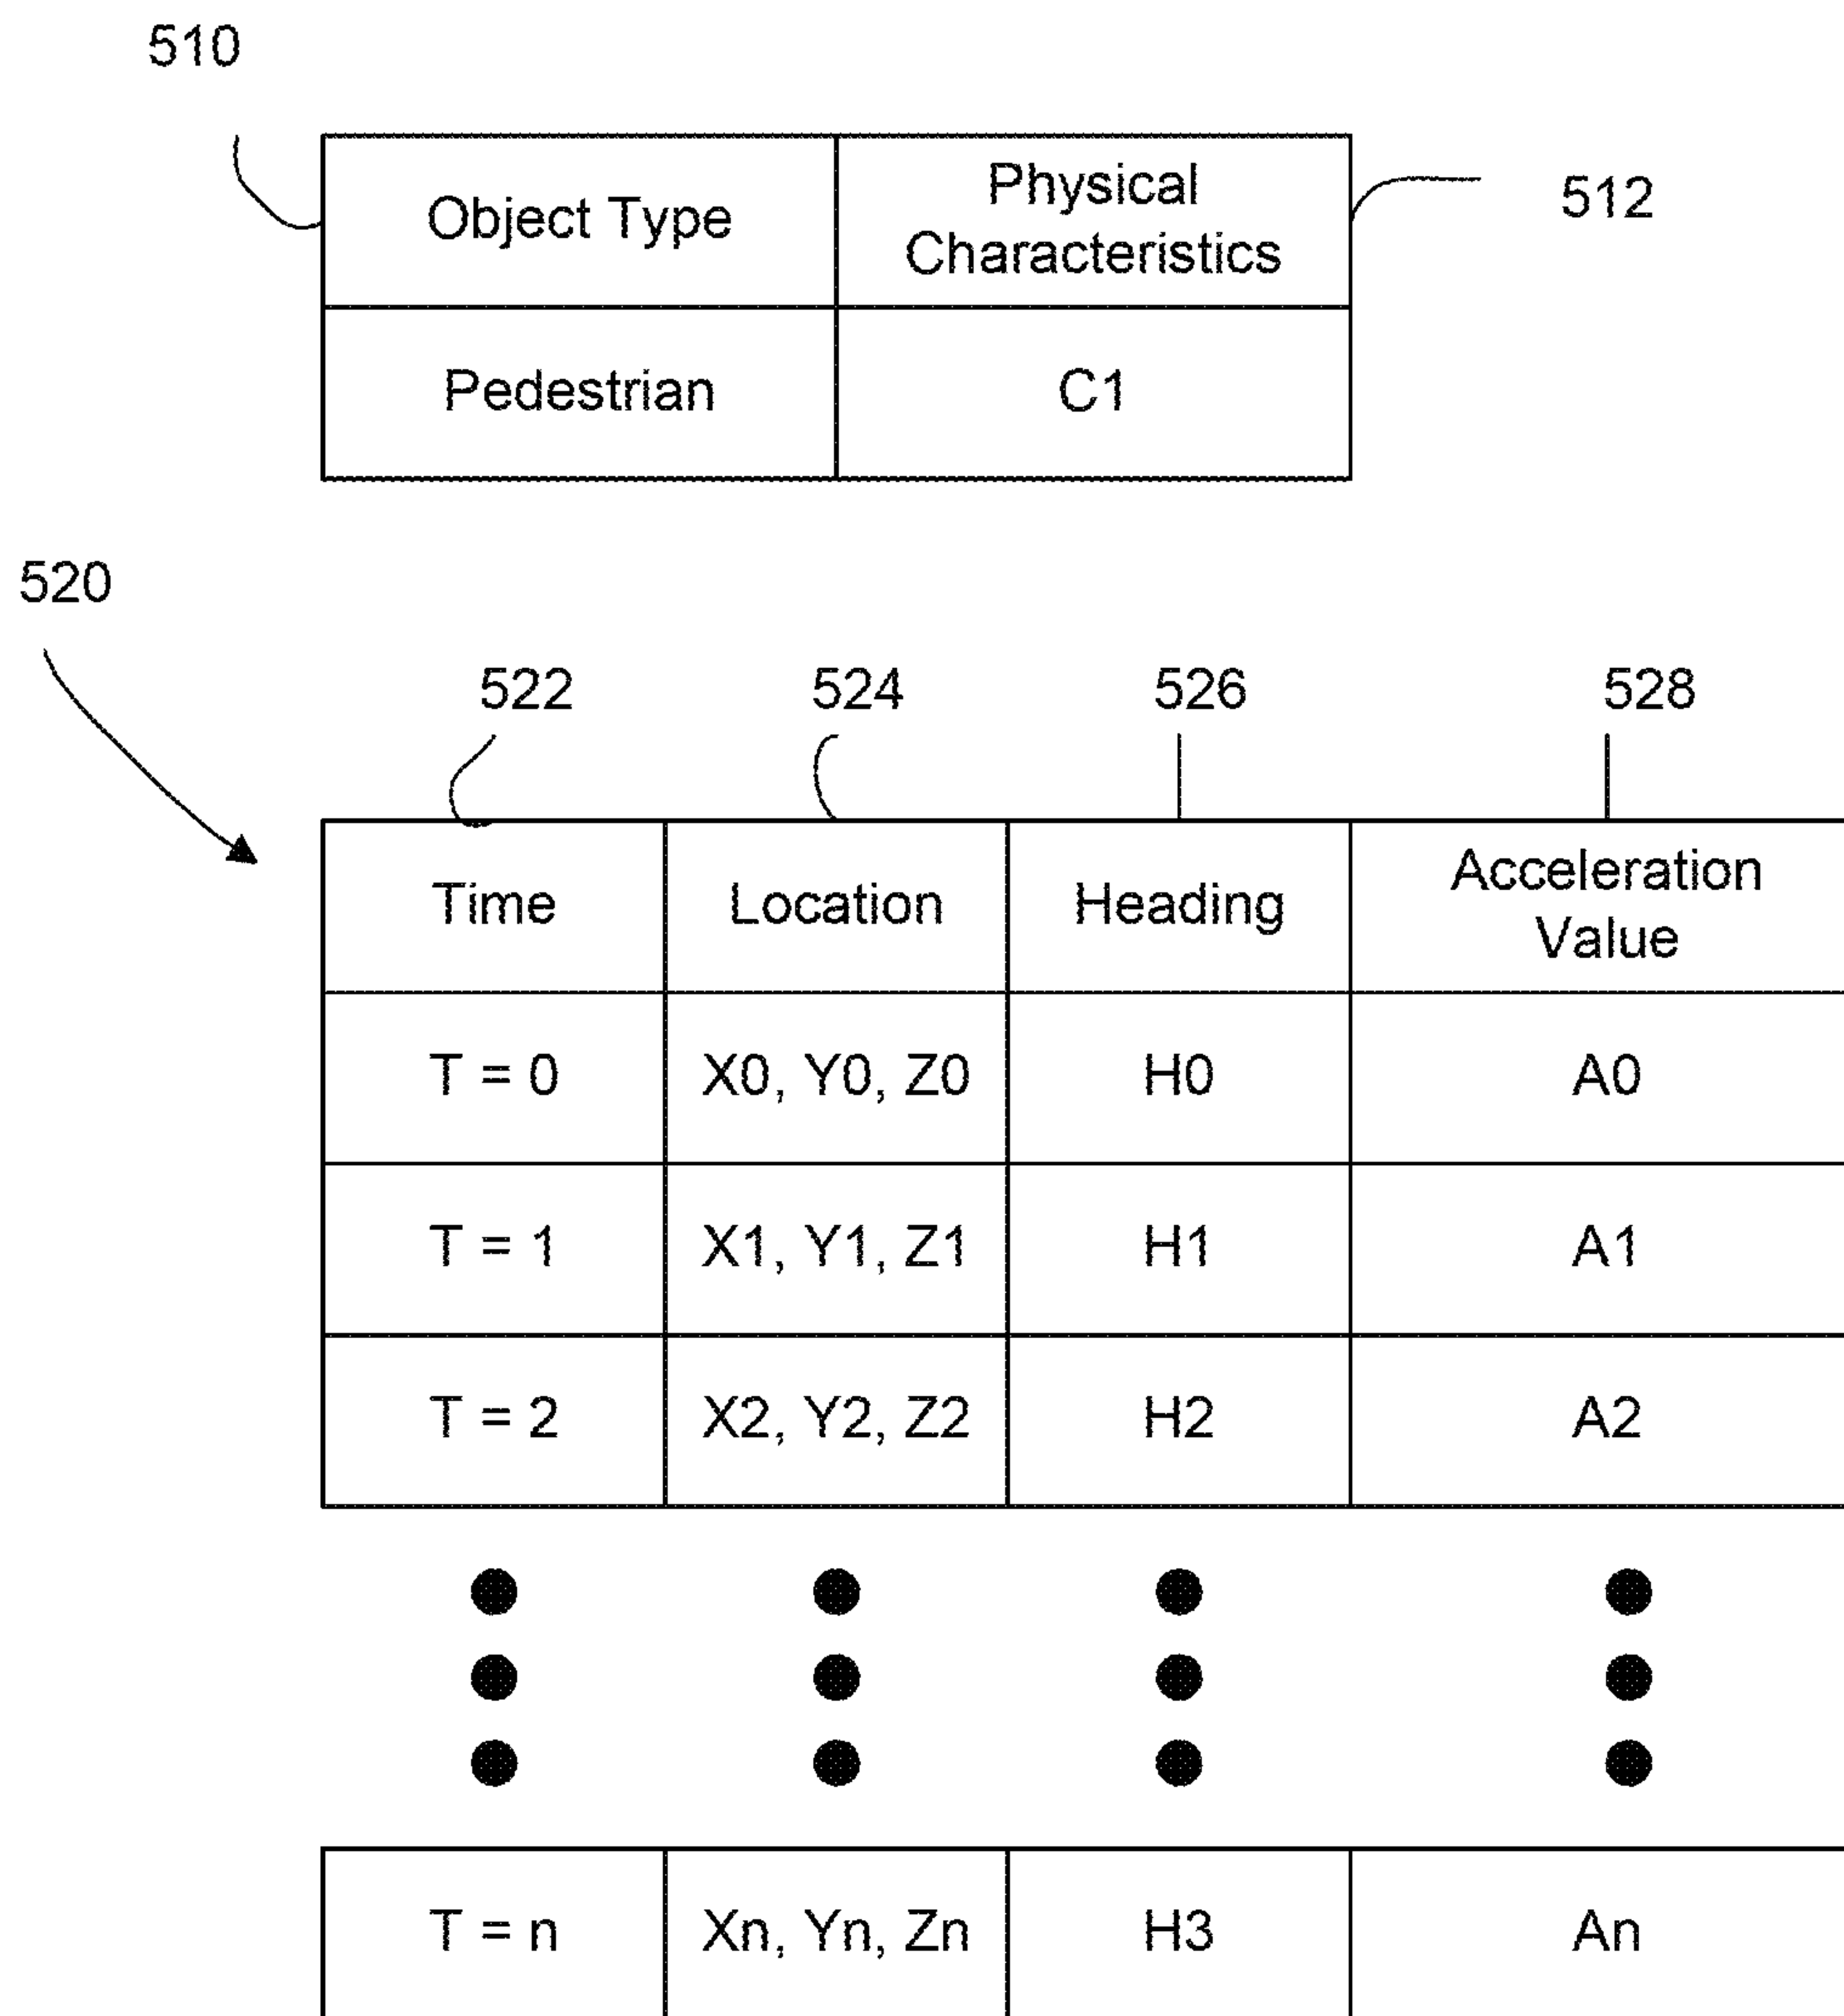 510
Object Type
Physical
Characteristics
512
Pedestrian
C1
520
522
524
526
528
Time
Location
Heading
Acceleration
Value
T = 0
X0, Y0, Z0
H0
A0
T = 1
X1, Y1, Z1
H1
A1
T = 2
X2, Y2, Z2
H2
A2
T = n
Xn, Yn, Zn
H3
An